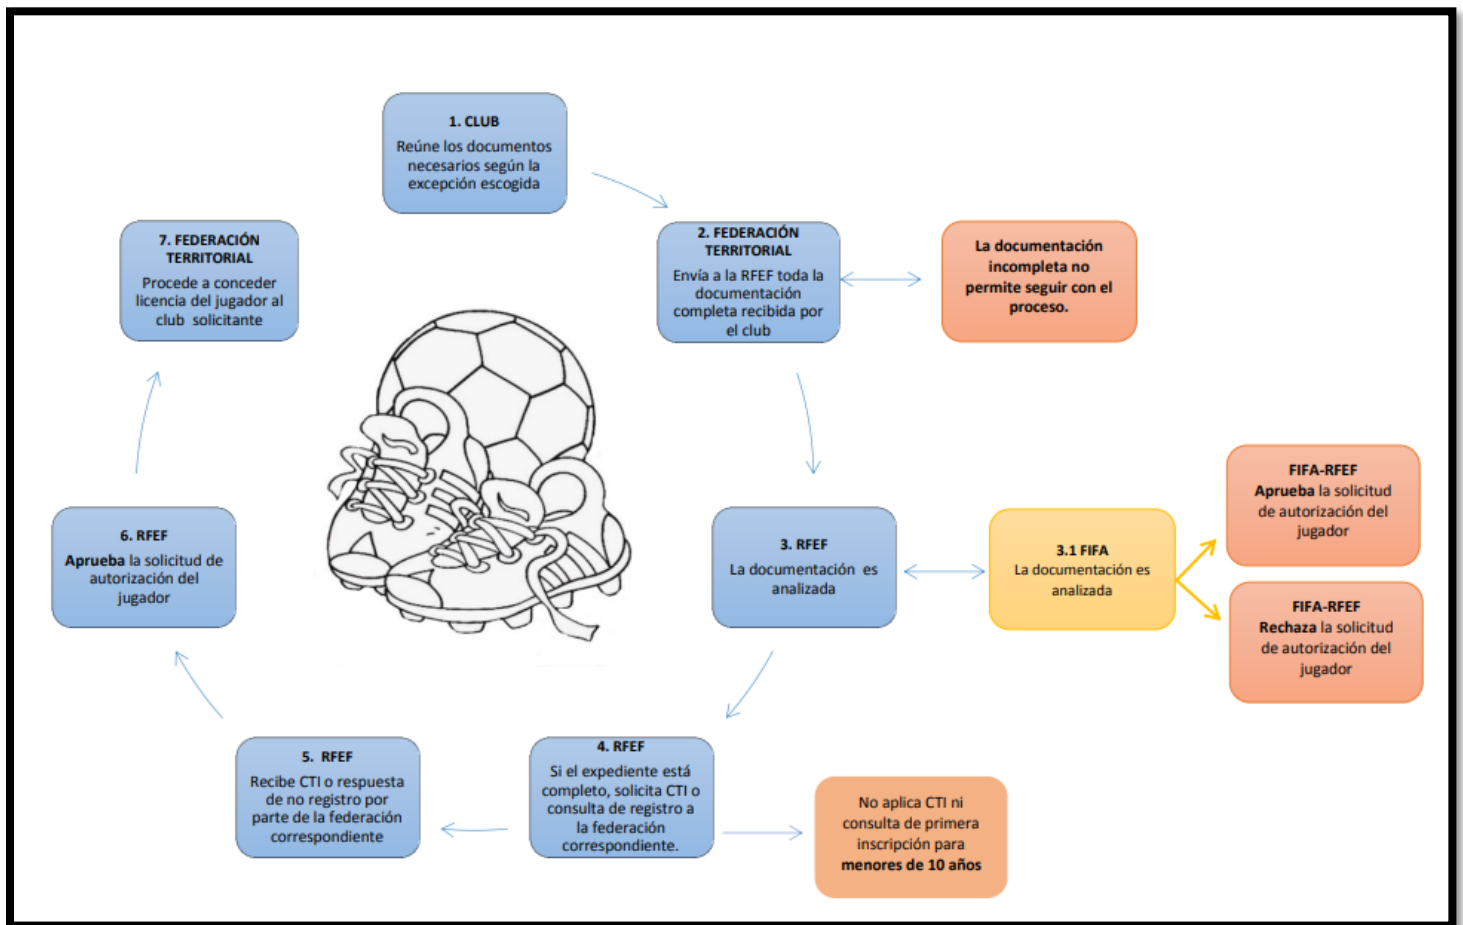 1. CLUB
Reúne los documentos
necesarios según la
excepción escogida
2. FEDERACIÓN
TERRITORIAL
Envía a la RFEF toda la
documentación
completa recibida por
el club
La documentación
incompleta no
permite seguir con el
proceso.
3. RFEF
La documentación es
analizada
3.1 FIFA
La documentación es
analizada
FIFA-RFEF
Aprueba la solicitud
de autorización del
jugador
FIFA-RFEF
Rechaza la solicitud
de autorización del
jugador
4. RFEF
Si el expediente está
completo, solicita CTI o
consulta de registro a
la federación
correspondiente.
No aplica CTI ni
consulta de primera
inscripción para
menores de 10 años
5. RFEF
Recibe CTI o respuesta
de no registro por
parte de la federación
correspondiente
6. RFEF
Aprueba la solicitud de
autorización del
jugador
7. FEDERACIÓN
TERRITORIAL
Procede a conceder
licencia del jugador al
club solicitante